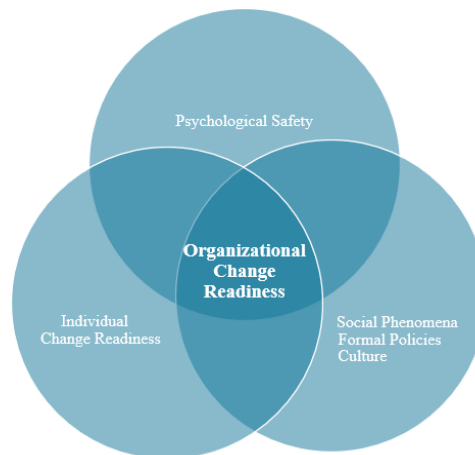 Psychological Safety
Organizational
Change
Readiness
Individual
Change Readiness
Social Phenomena
Formal Policies
Culture